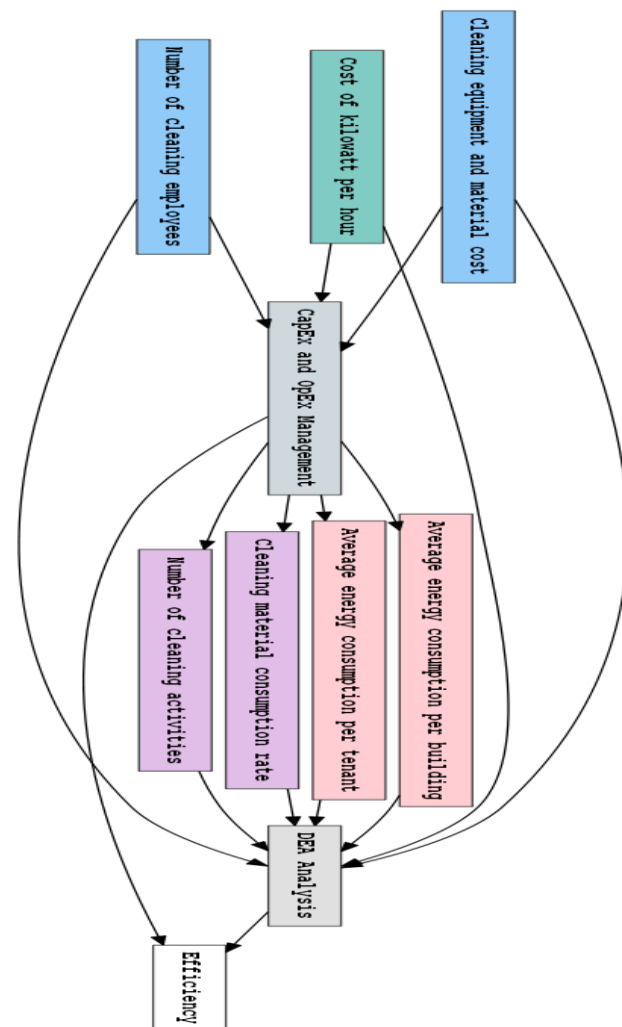 Cleaning equipment and material cost
Cost of kilowatt per hour
Number of cleaning employees
CapEx and OpEx Management
Average energy consumption per building
Average energy consumption per tenant
Cleaning material consumption rate
Number of cleaning activities
DEA Analysis
Efficiency